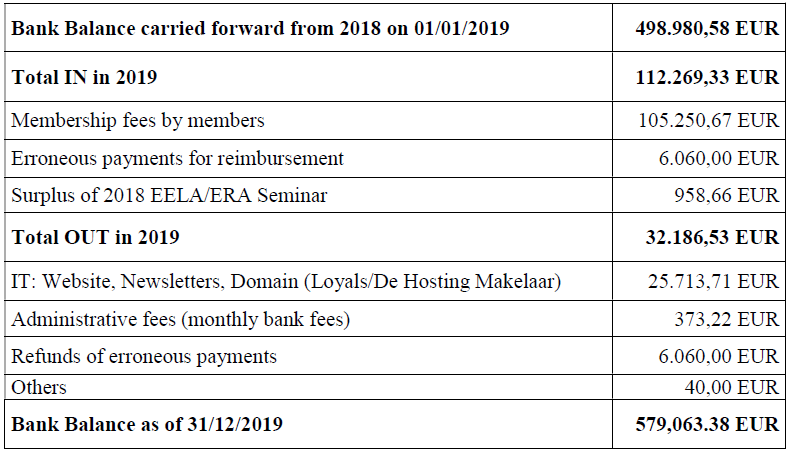 Bank Balance carried forward from 2018 on 01/01/2019 498.980,58 EUR
Total IN in 2019 112.269,33 EUR
Membership fees by members 105.250,67 EUR
Erroneous payments for reimbursement 6.060,00 EUR
Surplus of 2018 EELA/ERA Seminar 958,66 EUR
Total OUT in 2019 32.186,53 EUR
IT: Website, Newsletters, Domain (Loyals/De Hosting Makelaar) 25.713,71 EUR
Administrative fees (monthly bank fees) 373,22 EUR
Refunds of erroneous payments 6.060,00 EUR
Others 40,00 EUR
Bank Balance as of 31/12/2019 579,063.38 EUR